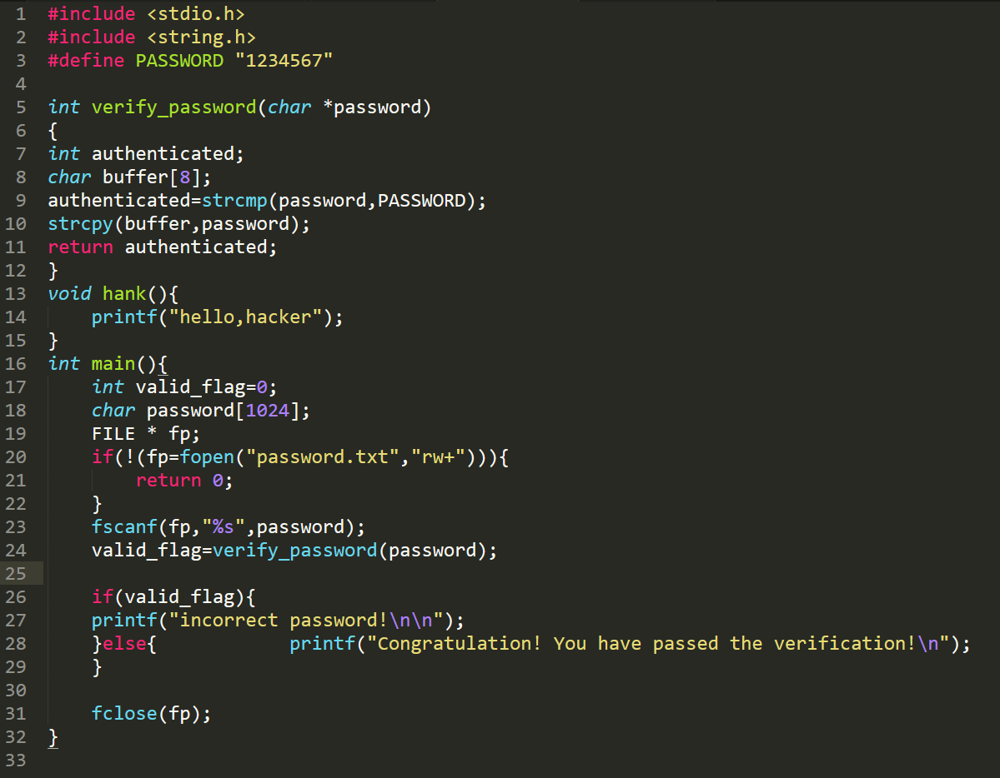 1 #include <stdio.h>
2 #include <string.h>
3 #define PASSWORD "1234567"
4
5 int verify_password(char *password)
6 {
7 int authenticated;
8 char buffer[8];
9 authenticated=strcmp(password,PASSWORD);
10 strcpy(buffer,password);
11 return authenticated;
12 }
13 void hank(){
14     printf("hello,hacker");
15 }
16 int main(){
17     int valid_flag=0;
18     char password[1024];
19     FILE * fp;
20     if(!(fp=fopen("password.txt","rw+"))){
21         return 0;
22     }
23     fscanf(fp,"%s",password);
24     valid_flag=verify_password(password);
25
26     if(valid_flag){
27     printf("incorrect password!\n\n");
28     }else{            printf("Congratulation! You have passed the verification!\n");
29     }
30
31     fclose(fp);
32 }
33